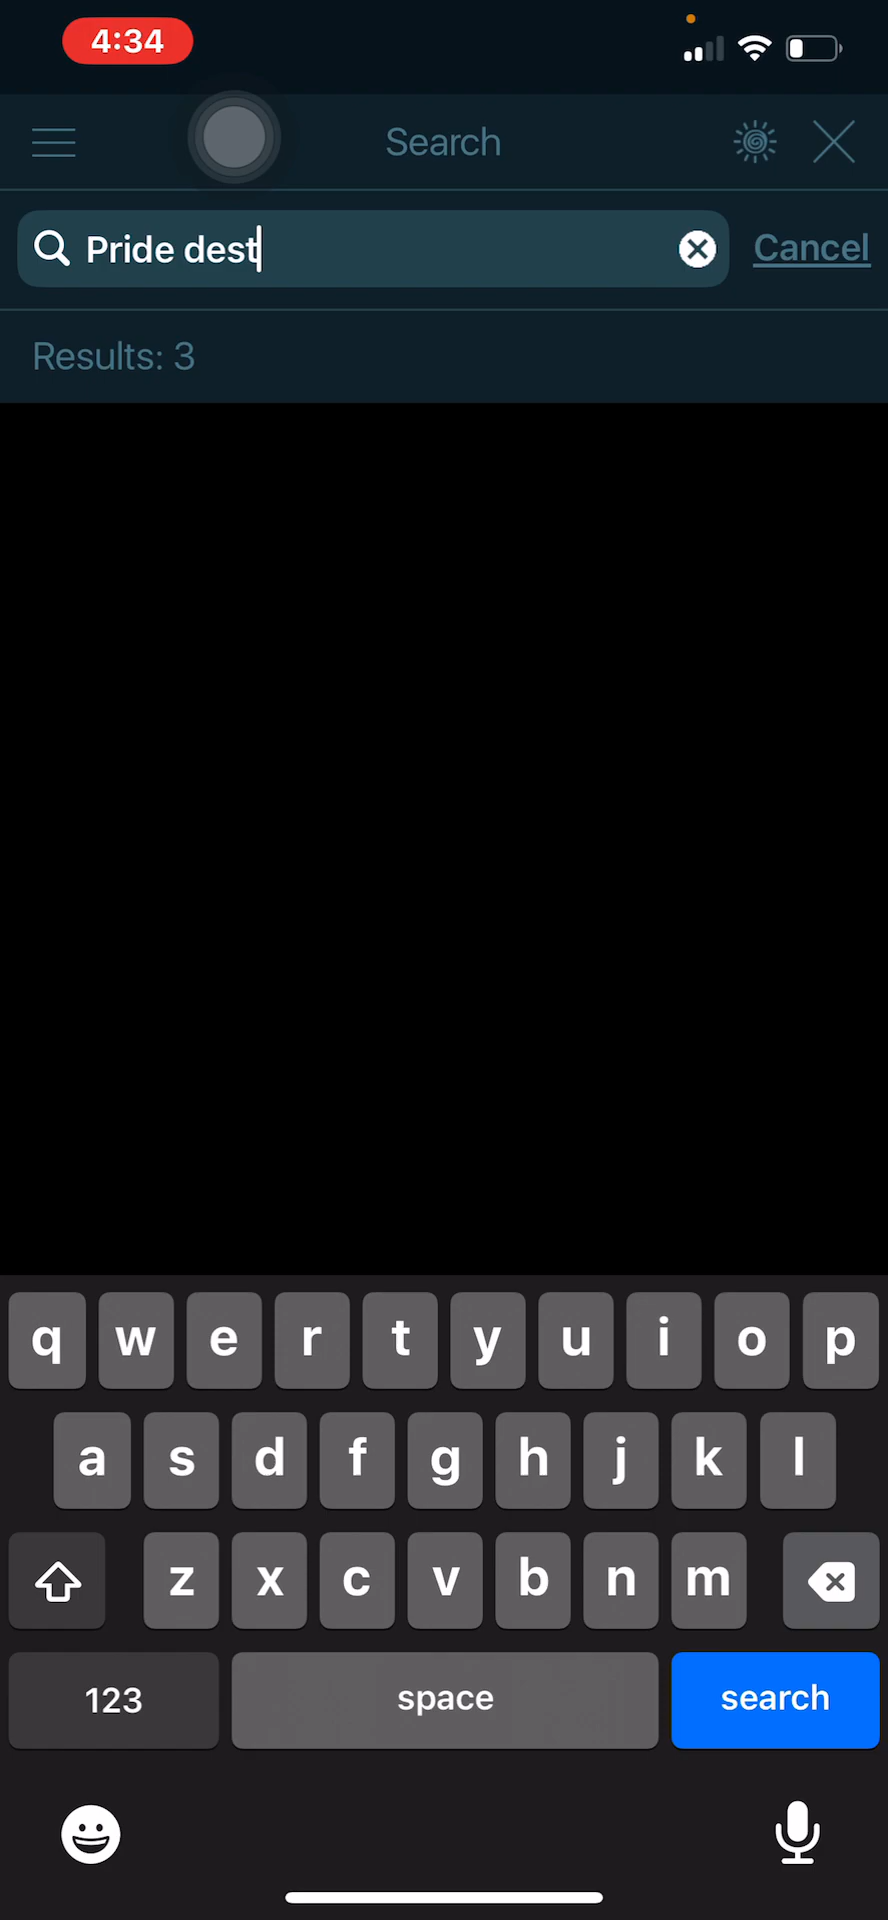 4:34
Search
Pride dest
Cancel
Results: 3
q w e r t y u i o p
a s d f g h j k l
z x c v b n m
123 space search